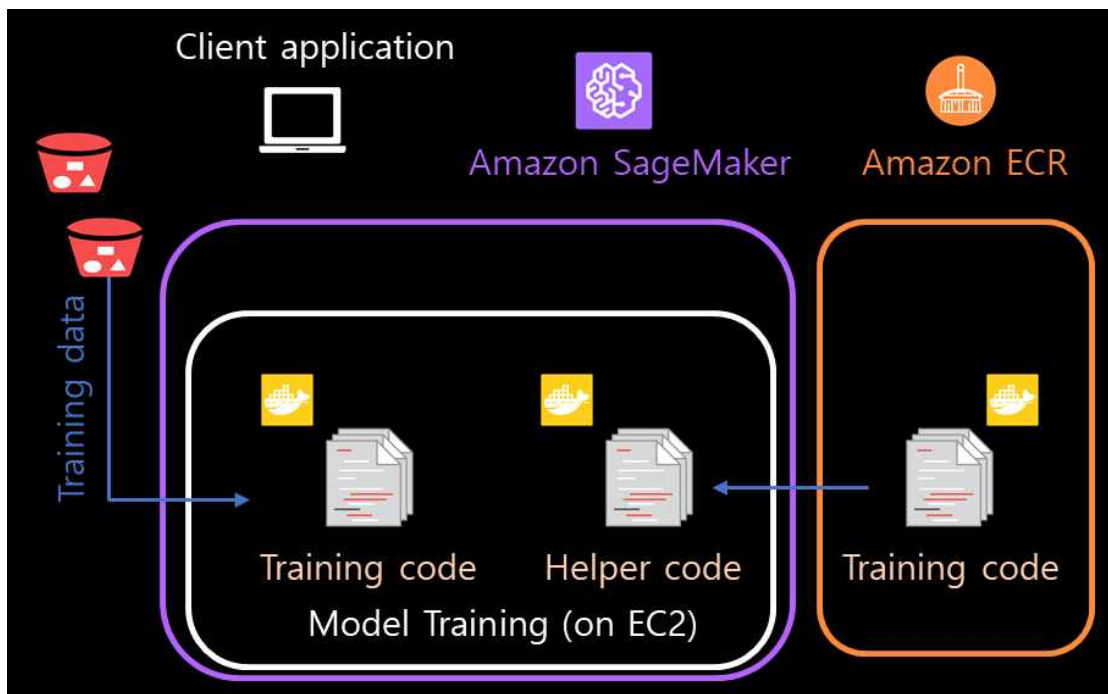 Client application
Amazon SageMaker
Amazon ECR
Training data
Training code
Helper code
Training code
Model Training (on EC2)